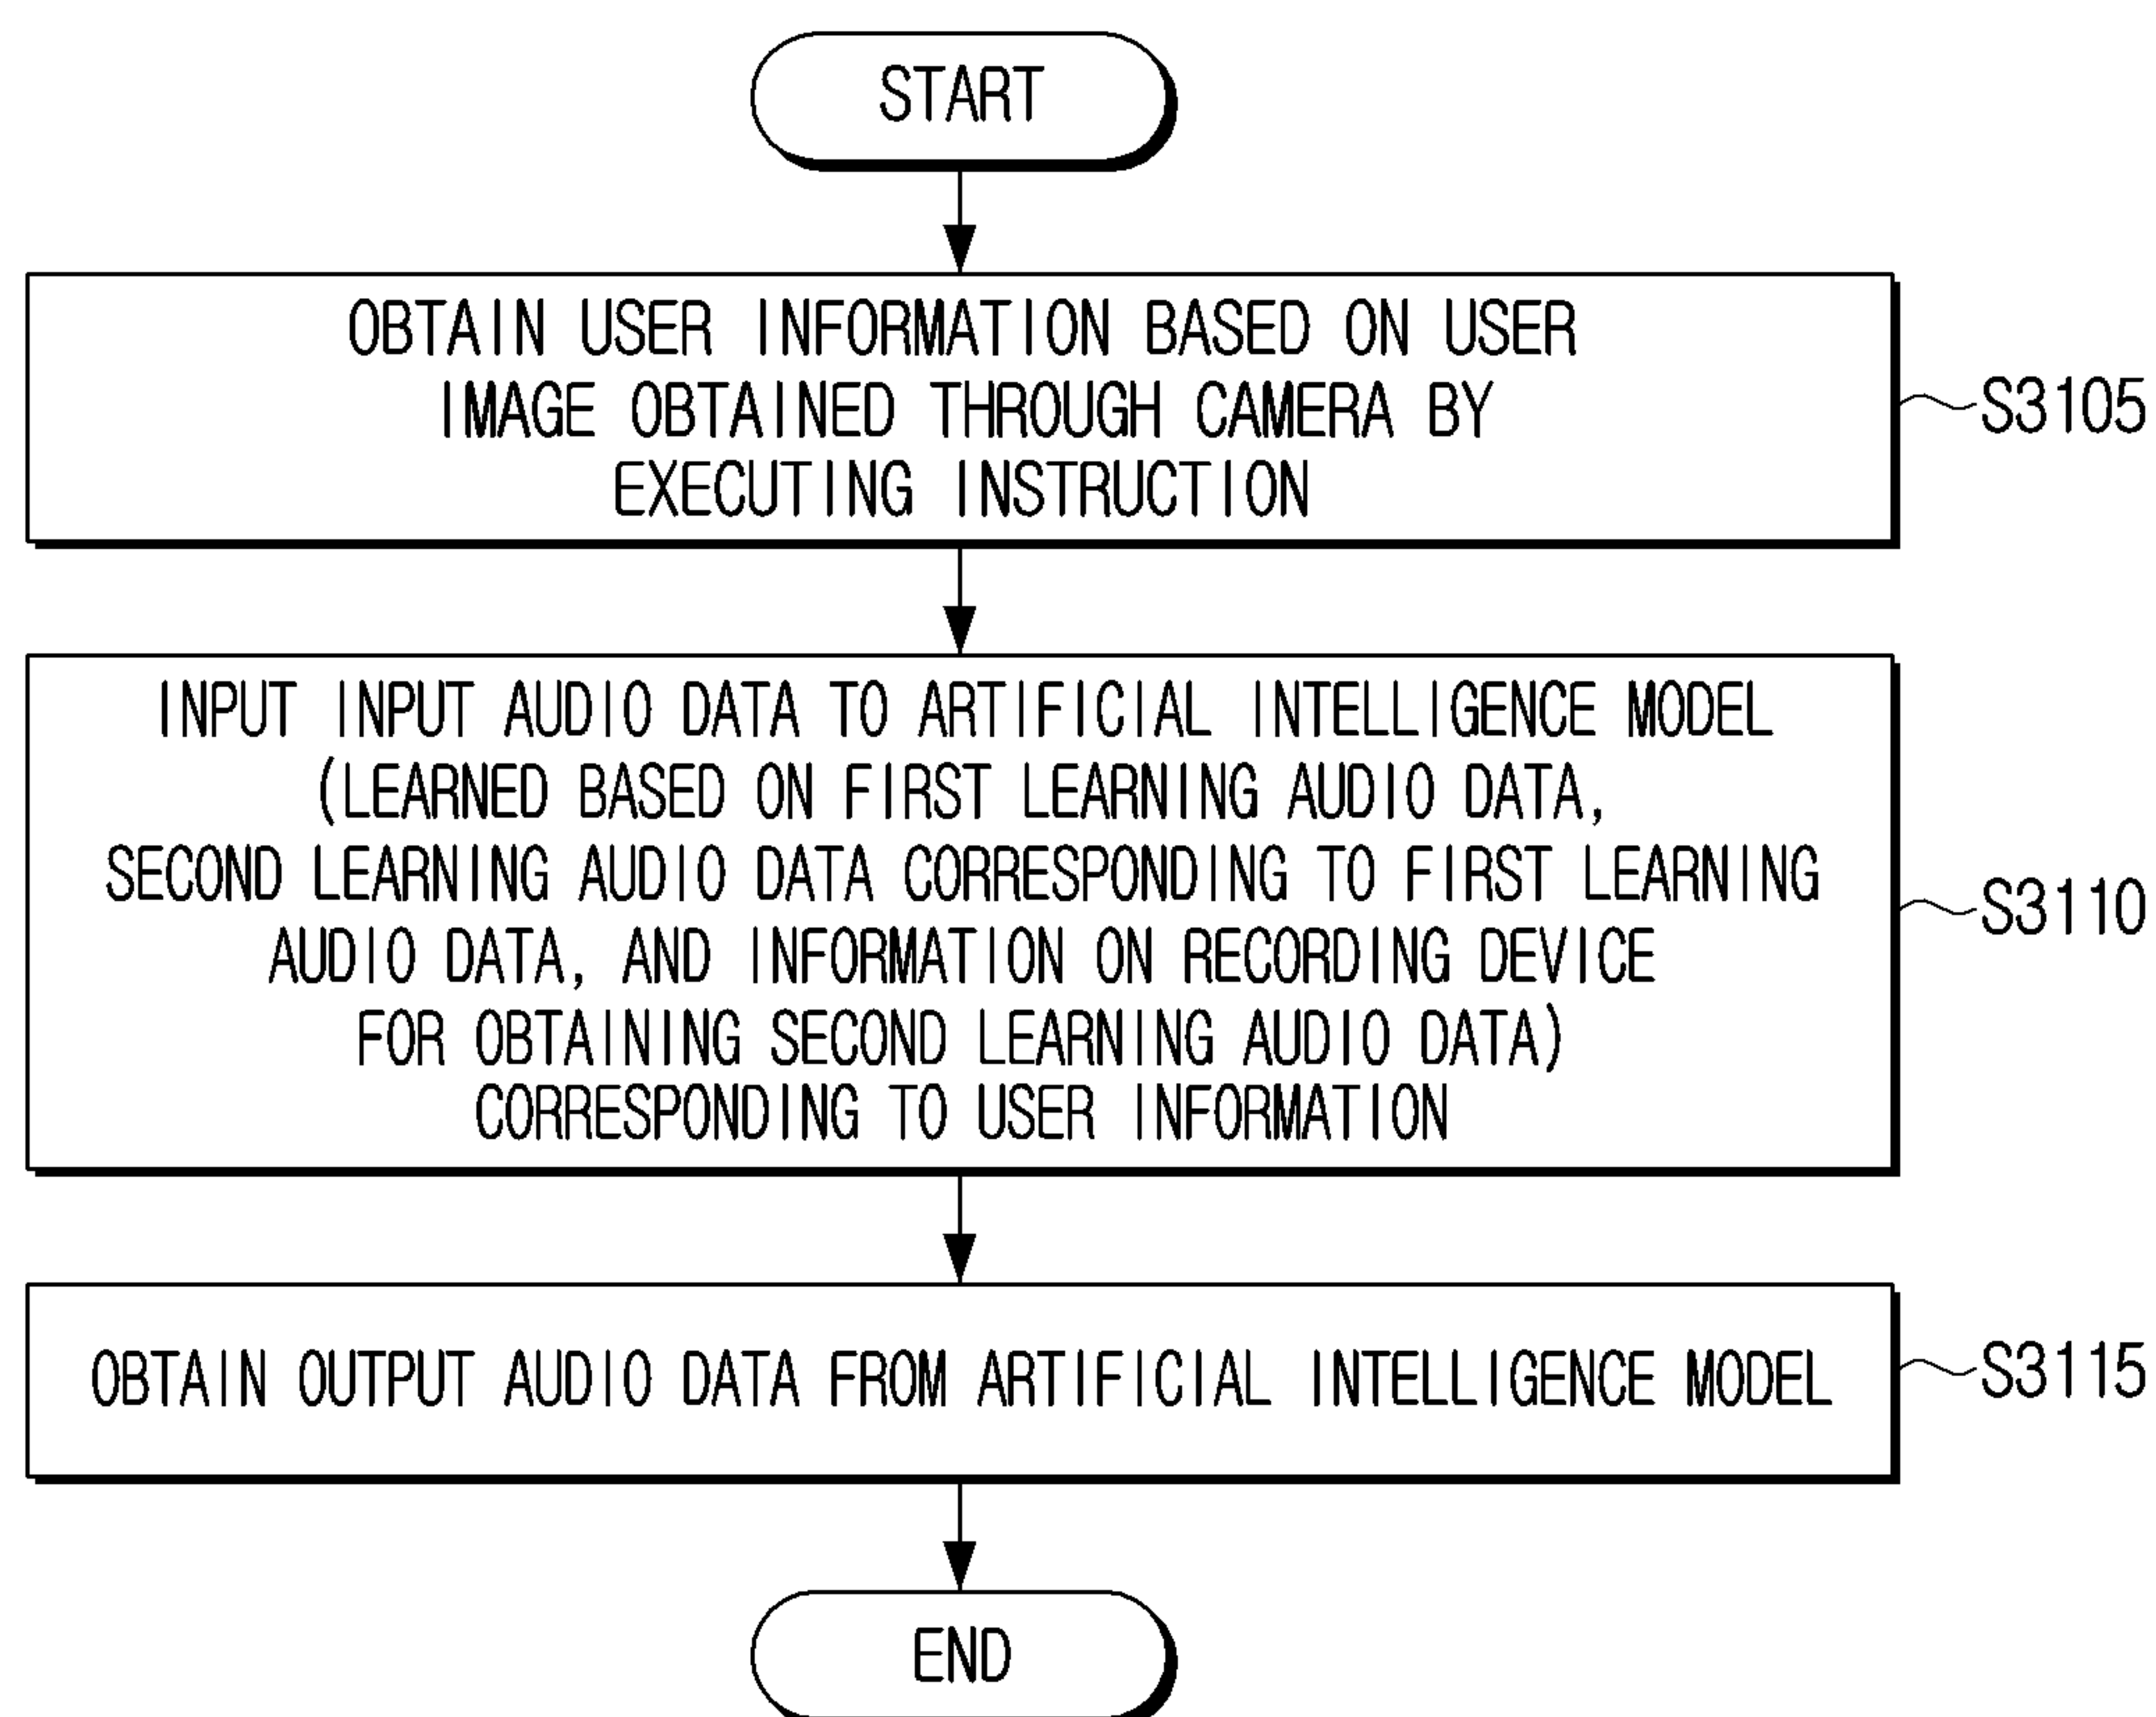 START
OBTAIN USER INFORMATION BASED ON USER
IMAGE OBTAINED THROUGH CAMERA BY
EXECUTING INSTRUCTION
S3105
INPUT INPUT AUDIO DATA TO ARTIFICIAL INTELLIGENCE MODEL
(LEARNED BASED ON FIRST LEARNING AUDIO DATA,
SECOND LEARNING AUDIO DATA CORRESPONDING TO FIRST LEARNING
AUDIO DATA, AND INFORMATION ON RECORDING DEVICE
FOR OBTAINING SECOND LEARNING AUDIO DATA)
CORRESPONDING TO USER INFORMATION
S3110
OBTAIN OUTPUT AUDIO DATA FROM ARTIFICIAL INTELLIGENCE MODEL
S3115
END